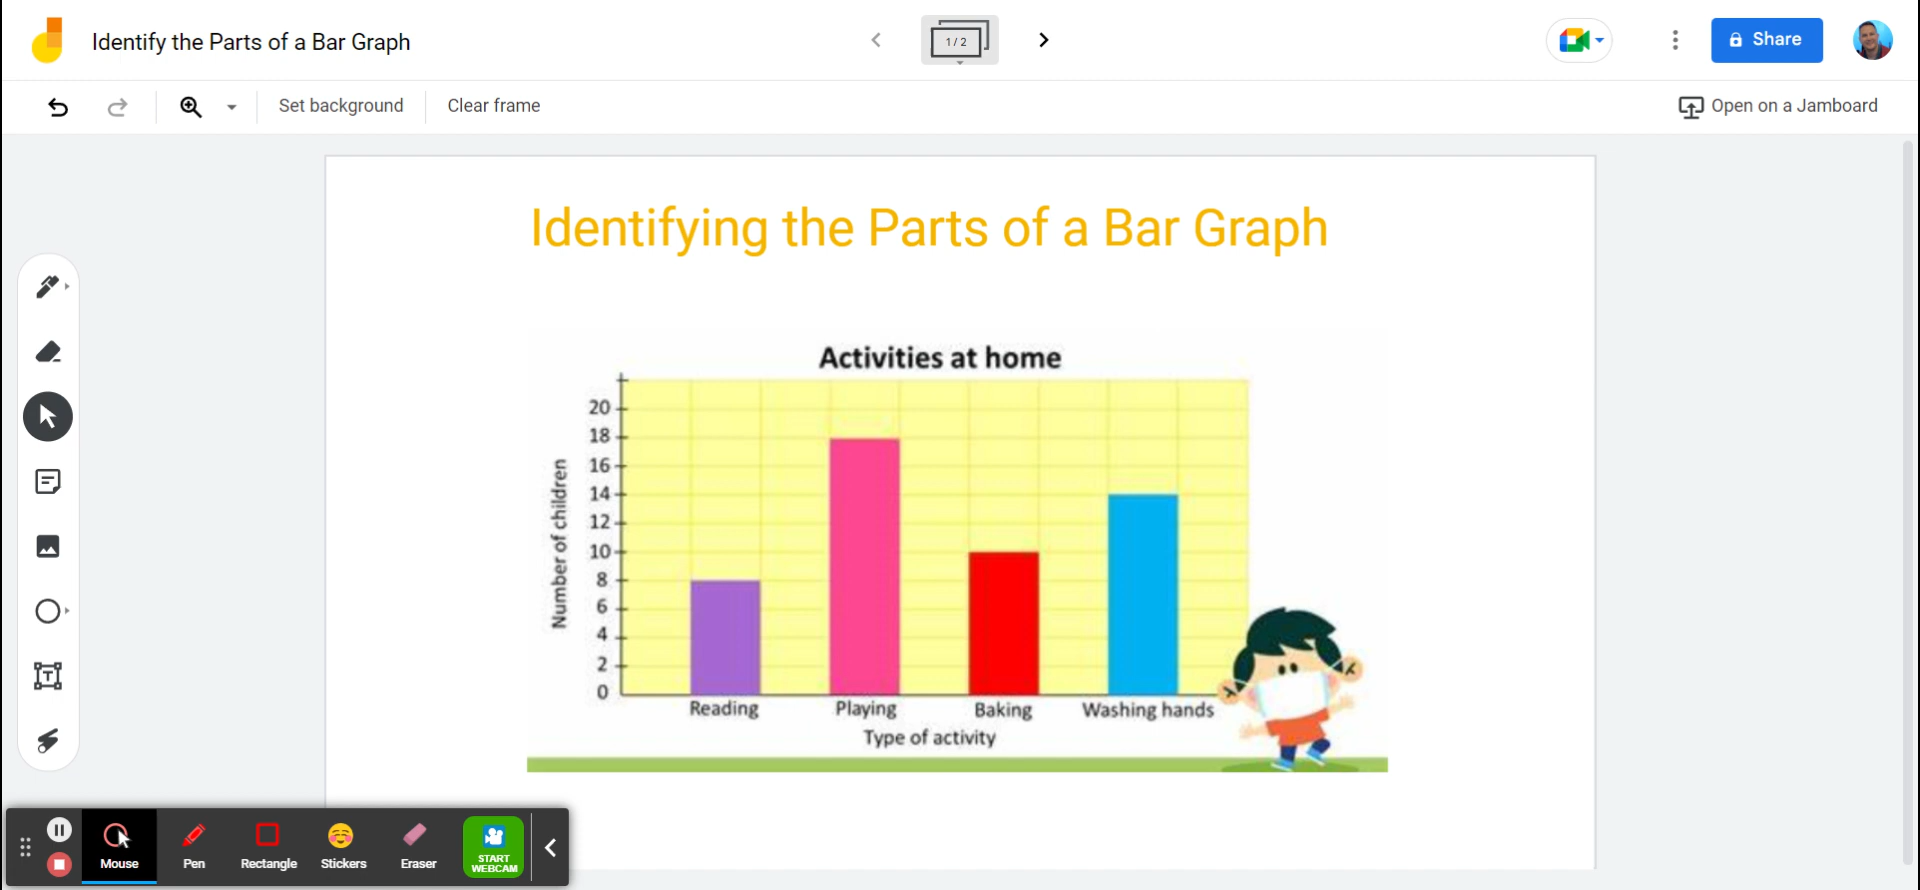 Identify the Parts of a Bar Graph
1 / 2
Share
Set background
Clear frame
Open on a Jamboard
Identifying the Parts of a Bar Graph
Activities at home
Number of children
20
18
16
14
12
10
8
6
4
2
0
Reading Playing Baking Washing hands
Type of activity
Mouse Pen Rectangle Stickers Eraser
START
WEBCAM